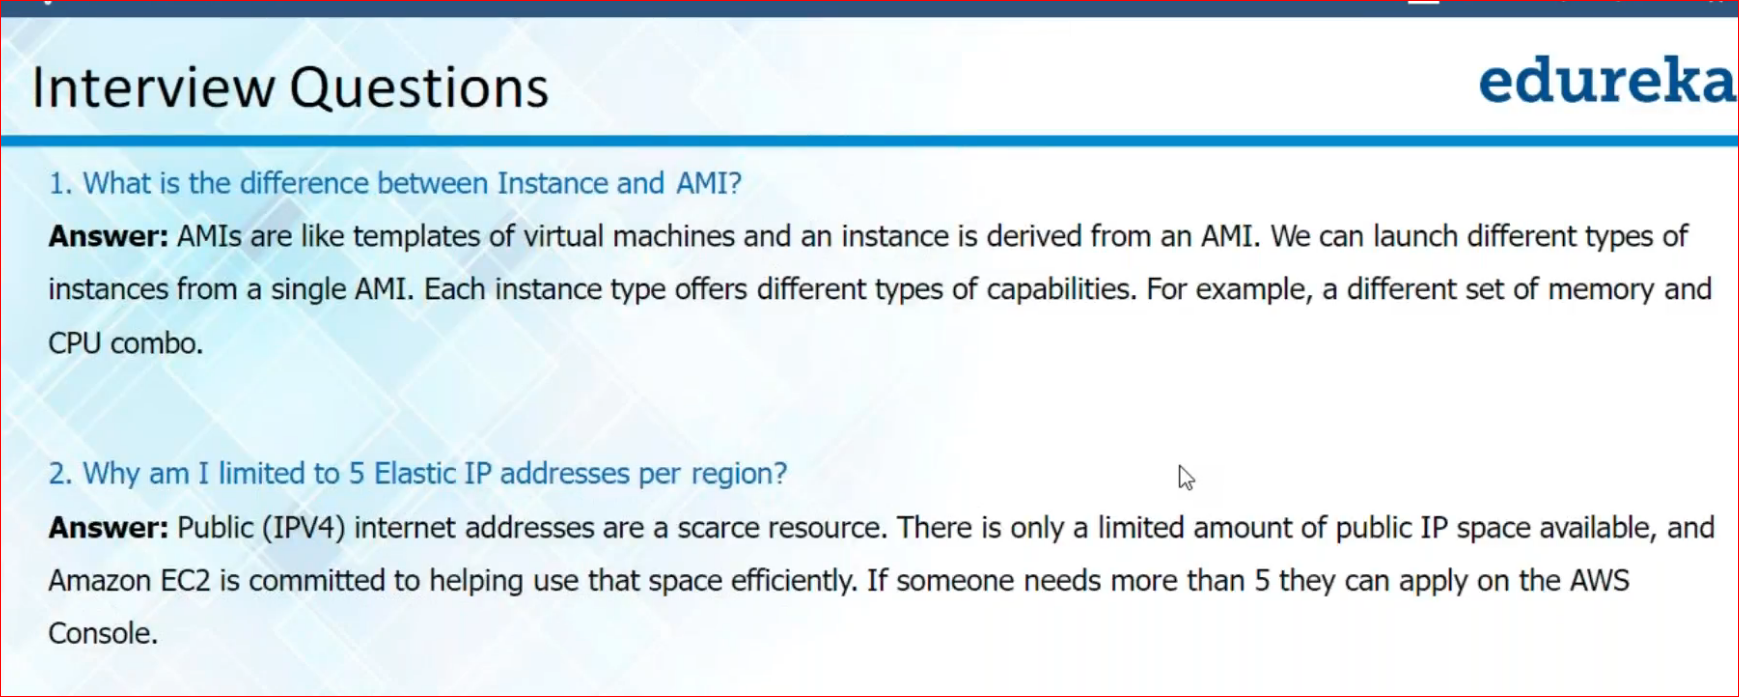 Interview Questions
edureka
1. What is the difference between Instance and AMI?
Answer: AMIs are like templates of virtual machines and an instance is derived from an AMI. We can launch different types of
instances from a single AMI. Each instance type offers different types of capabilities. For example, a different set of memory and
CPU combo.
2. Why am I limited to 5 Elastic IP addresses per region?
Answer: Public (IPV4) internet addresses are a scarce resource. There is only a limited amount of public IP space available, and
Amazon EC2 is committed to helping use that space efficiently. If someone needs more than 5 they can apply on the AWS
Console.